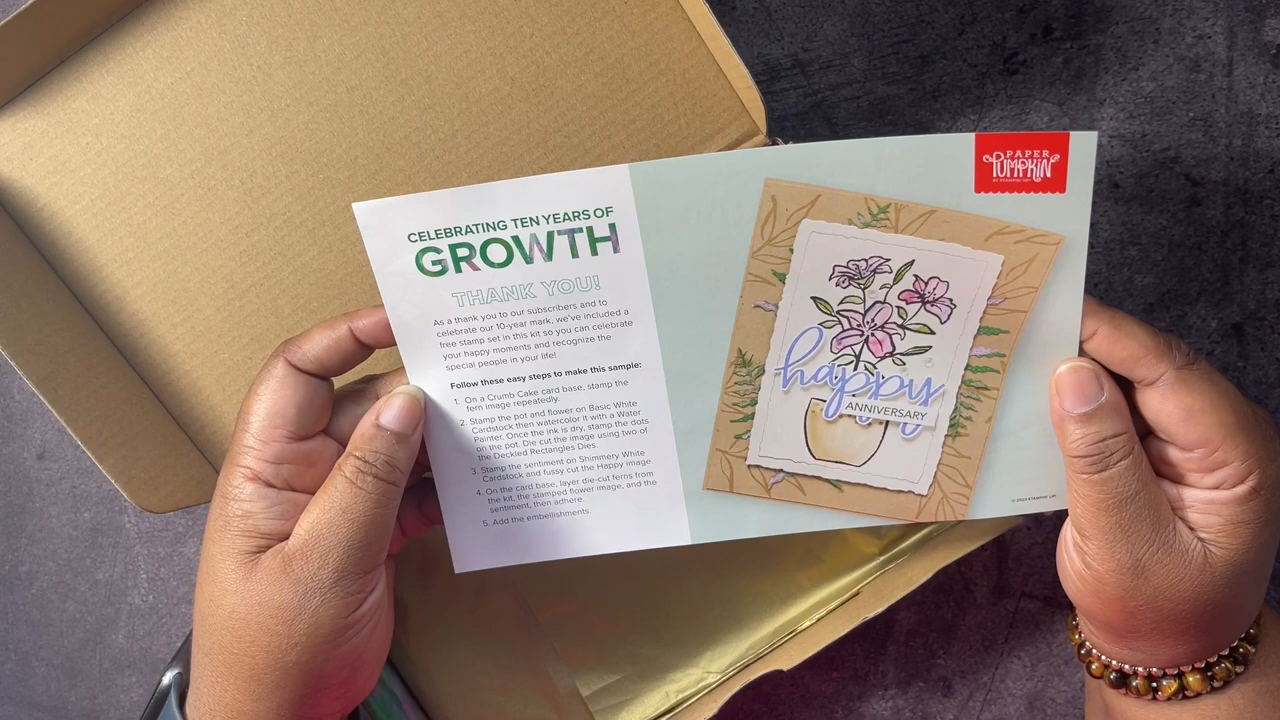 CELEBRATING TEN YEARS OF
GROWTH
THANK YOU!
As a thank you to our subscribers and to
celebrate our 10-year mark, we've included a
free stamp set in this kit so you can celebrate
your happy moments and recognize the
special people in your life!
Follow these easy steps to make this sample:
1. On a Crumb Cake card base, stamp the
fern image repeatedly.
2. Stamp the pot and flower on Basic White
Cardstock then watercolor it with a Water
Painter. Once the ink is dry, stamp the dots
on the pot. Die cut the image using two of
the Deckled Rectangles Dies.
3. Stamp the sentiment on Shimmery White
Cardstock and fussy cut the Happy image.
4. On the card base, layer die-cut ferns from
the kit, the stamped flower image, and the
sentiment, then adhere.
5. Add the embellishments.
PAPER
PUMPKIN
BY STAMPIN' UP!
happy
ANNIVERSARY
© 2023 STAMPIN' UP!